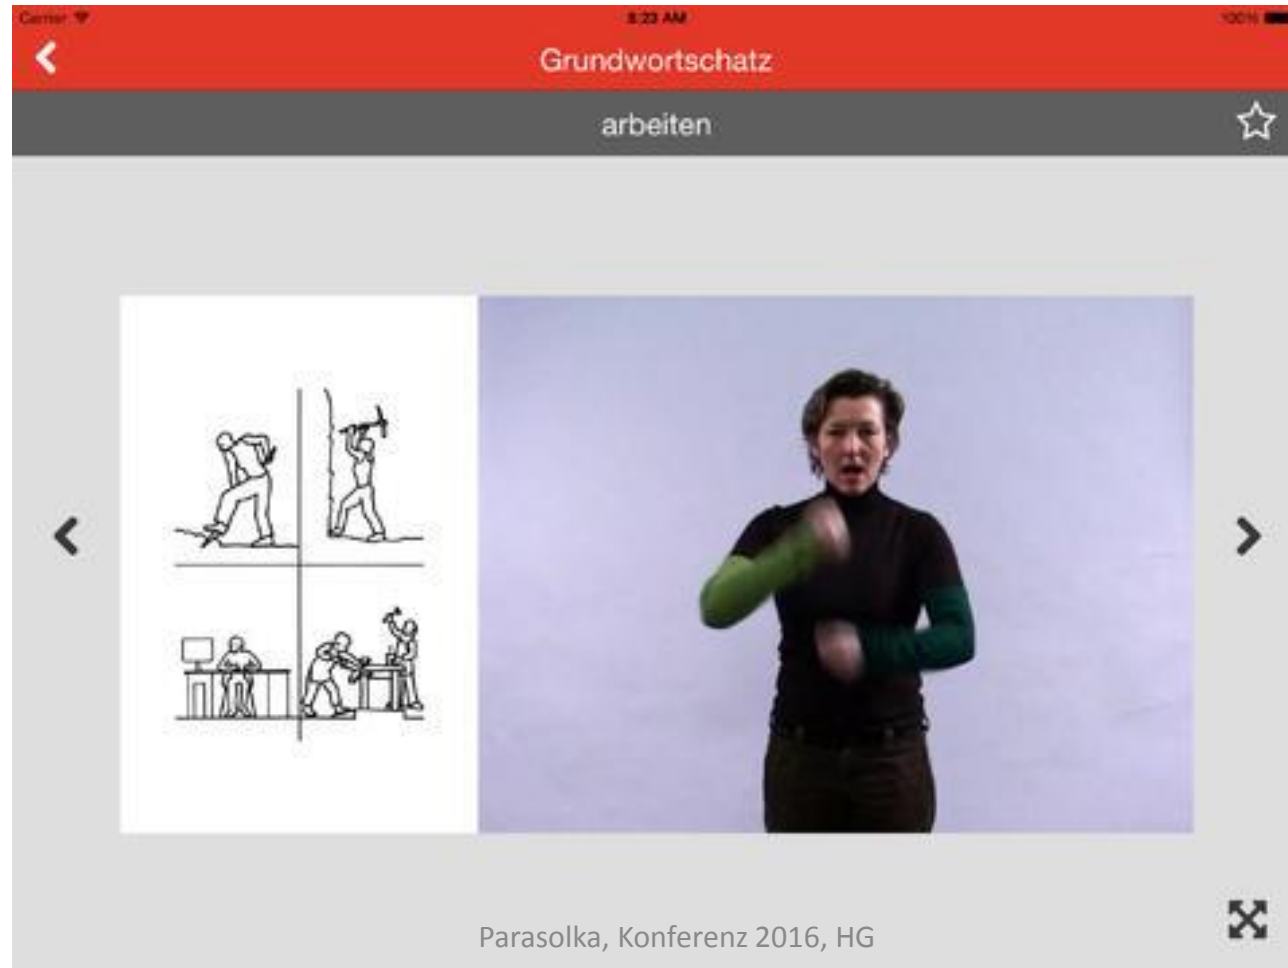 Carrier
8:23 AM
100%
Grundwortschatz
arbeiten
Parasolka, Konferenz 2016, HG